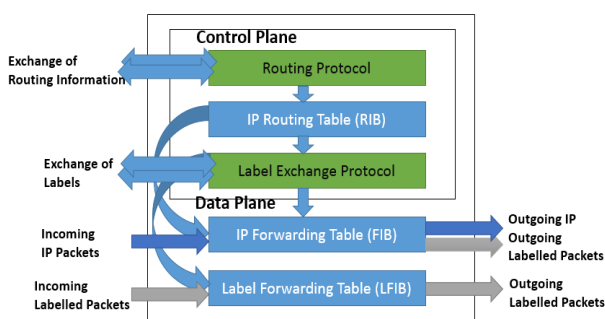 Control Plane
Exchange of
Routing Information
Routing Protocol
IP Routing Table (RIB)
Exchange of
Labels
Label Exchange Protocol
Data Plane
Incoming
IP Packets
IP Forwarding Table (FIB)
Outgoing IP
Outgoing
Labelled Packets
Incoming
Labelled Packets
Label Forwarding Table (LFIB)
Outgoing
Labelled Packets